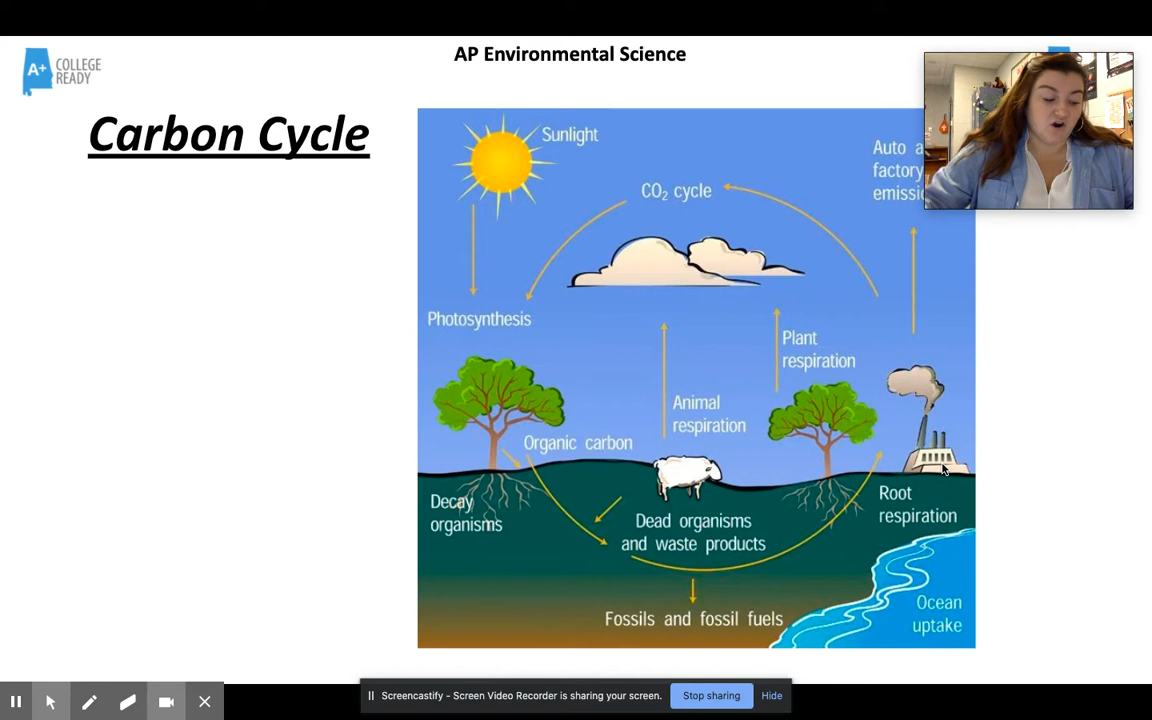 AP Environmental Science
A+ COLLEGE
READY
Carbon Cycle
Sunlight
Auto
factory
CO₂ cycle
Photosynthesis
Plant
respiration
Animal
respiration
Organic carbon
Decay
organisms
Dead organisms
and waste products
Root
respiration
Fossils and fossil fuels
Ocean
uptake
Screencastify - Screen Video Recorder is sharing your screen.
Stop sharing
Hide